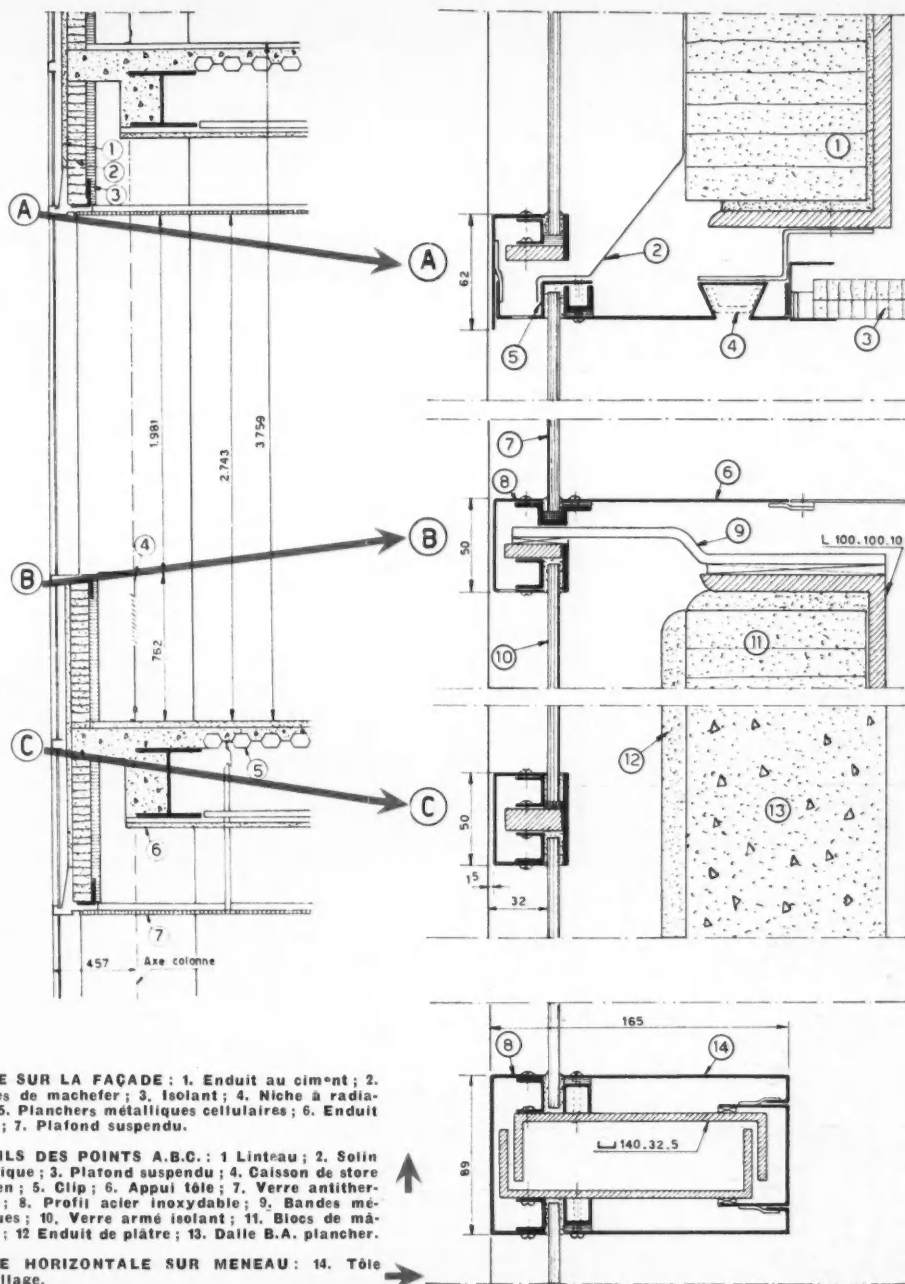 1
2
3
A
A
62
1
2
5
4
3
1.981
2.743
3 759
7
8
6
B
50
9
L 100.100.10
4
B
762
10
11
C
5
12
13
C
50
1⁵
32
6
7
457
Axe colonne
165
8
14
89
140.32.5
E SUR LA FAÇADE : 1. Enduit au ciment ; 2.
es de machefer ; 3. Isolant ; 4. Niche à radia-
5. Planchers métalliques cellulaires ; 6. Enduit
; 7. Plafond suspendu.
ILS DES POINTS A.B.C. : 1 Linteau ; 2. Solin
ique ; 3. Plafond suspendu ; 4. Caisson de store
en ; 5. Clip ; 6. Appui tôle ; 7. Verre antither-
; 8. Profil acier inoxydable ; 9. Bandes mé-
ues ; 10. Verre armé isolant ; 11. Blocs de mâ-
; 12 Enduit de plâtre ; 13. Dalle B.A. plancher.
E HORIZONTALE SUR MENEAU : 14. Tôle
llage.